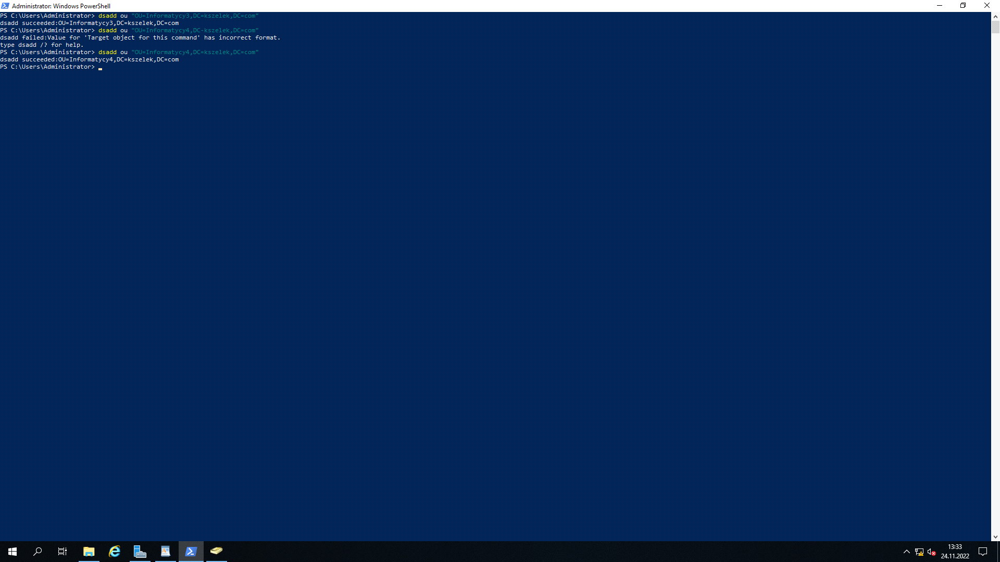 Administrator: Windows PowerShell
PS C:\Users\Administrator> dsadd ou "OU=Informatycy3,DC=kszelek,DC=com"
dsadd succeeded:OU=Informatycy3,DC=kszelek,DC=com
PS C:\Users\Administrator> dsadd ou "OU=Informatycy4,DC-kszelek,DC=com"
dsadd failed:Value for 'Target object for this command' has incorrect format.
type dsadd /? for help.
PS C:\Users\Administrator> dsadd ou "OU=Informatycy4,DC=kszelek,DC=com"
dsadd succeeded:OU=Informatycy4,DC=kszelek,DC=com
PS C:\Users\Administrator>
13:33
24.11.2022